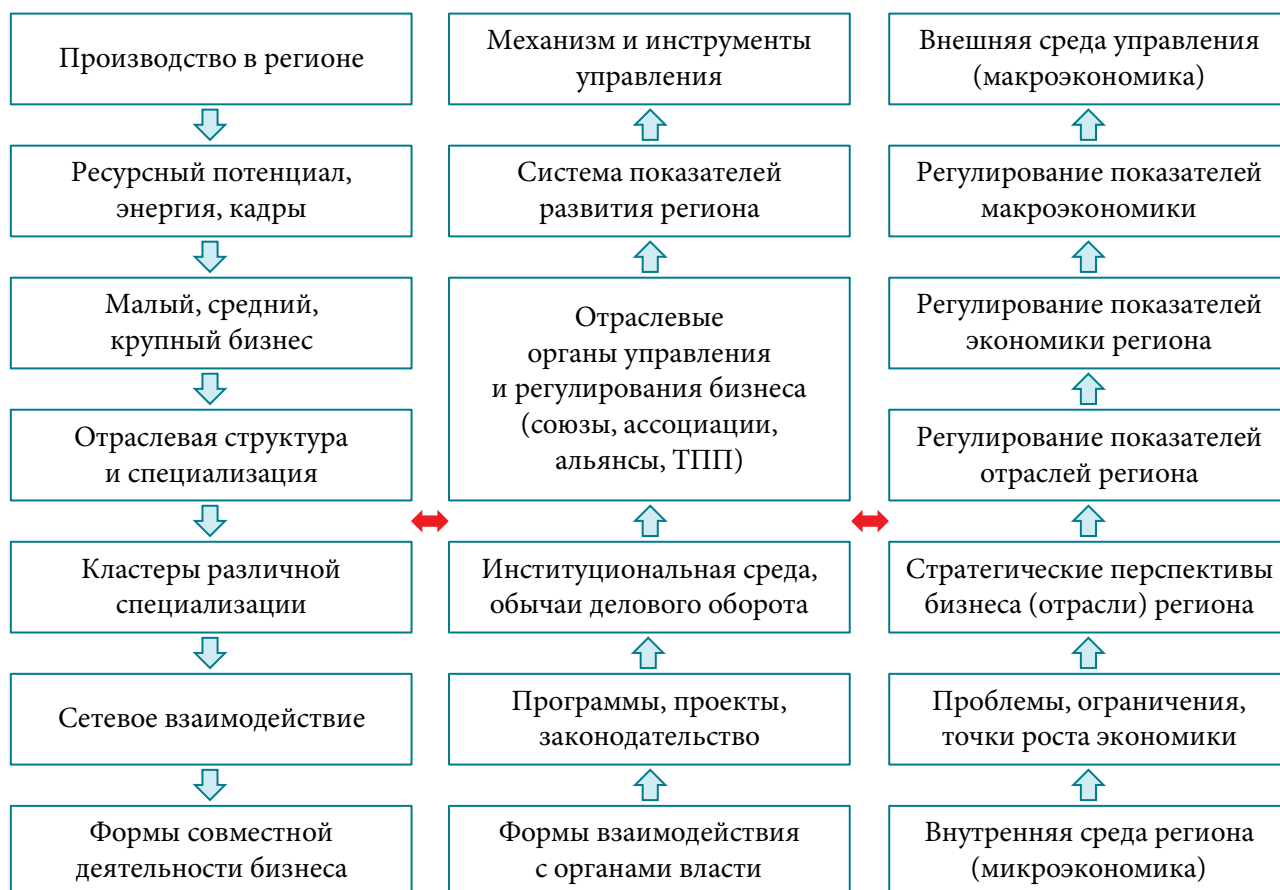 Производство в регионе
Ресурсный потенциал,
энергия, кадры
Малый, средний,
крупный бизнес
Отраслевая структура
и специализация
Кластеры различной
специализации
Сетевое взаимодействие
Формы совместной
деятельности бизнеса
Механизм и инструменты
управления
Система показателей
развития региона
Отраслевые
органы управления
и регулирования бизнеса
(союзы, ассоциации,
альянсы, ТПП)
Институциональная среда,
обычаи делового оборота
Программы, проекты,
законодательство
Формы взаимодействия
с органами власти
Внешняя среда управления
(макроэкономика)
Регулирование показателей
макроэкономики
Регулирование показателей
экономики региона
Регулирование показателей
отраслей региона
Стратегические перспективы
бизнеса (отрасли) региона
Проблемы, ограничения,
точки роста экономики
Внутренняя среда региона
(микроэкономика)